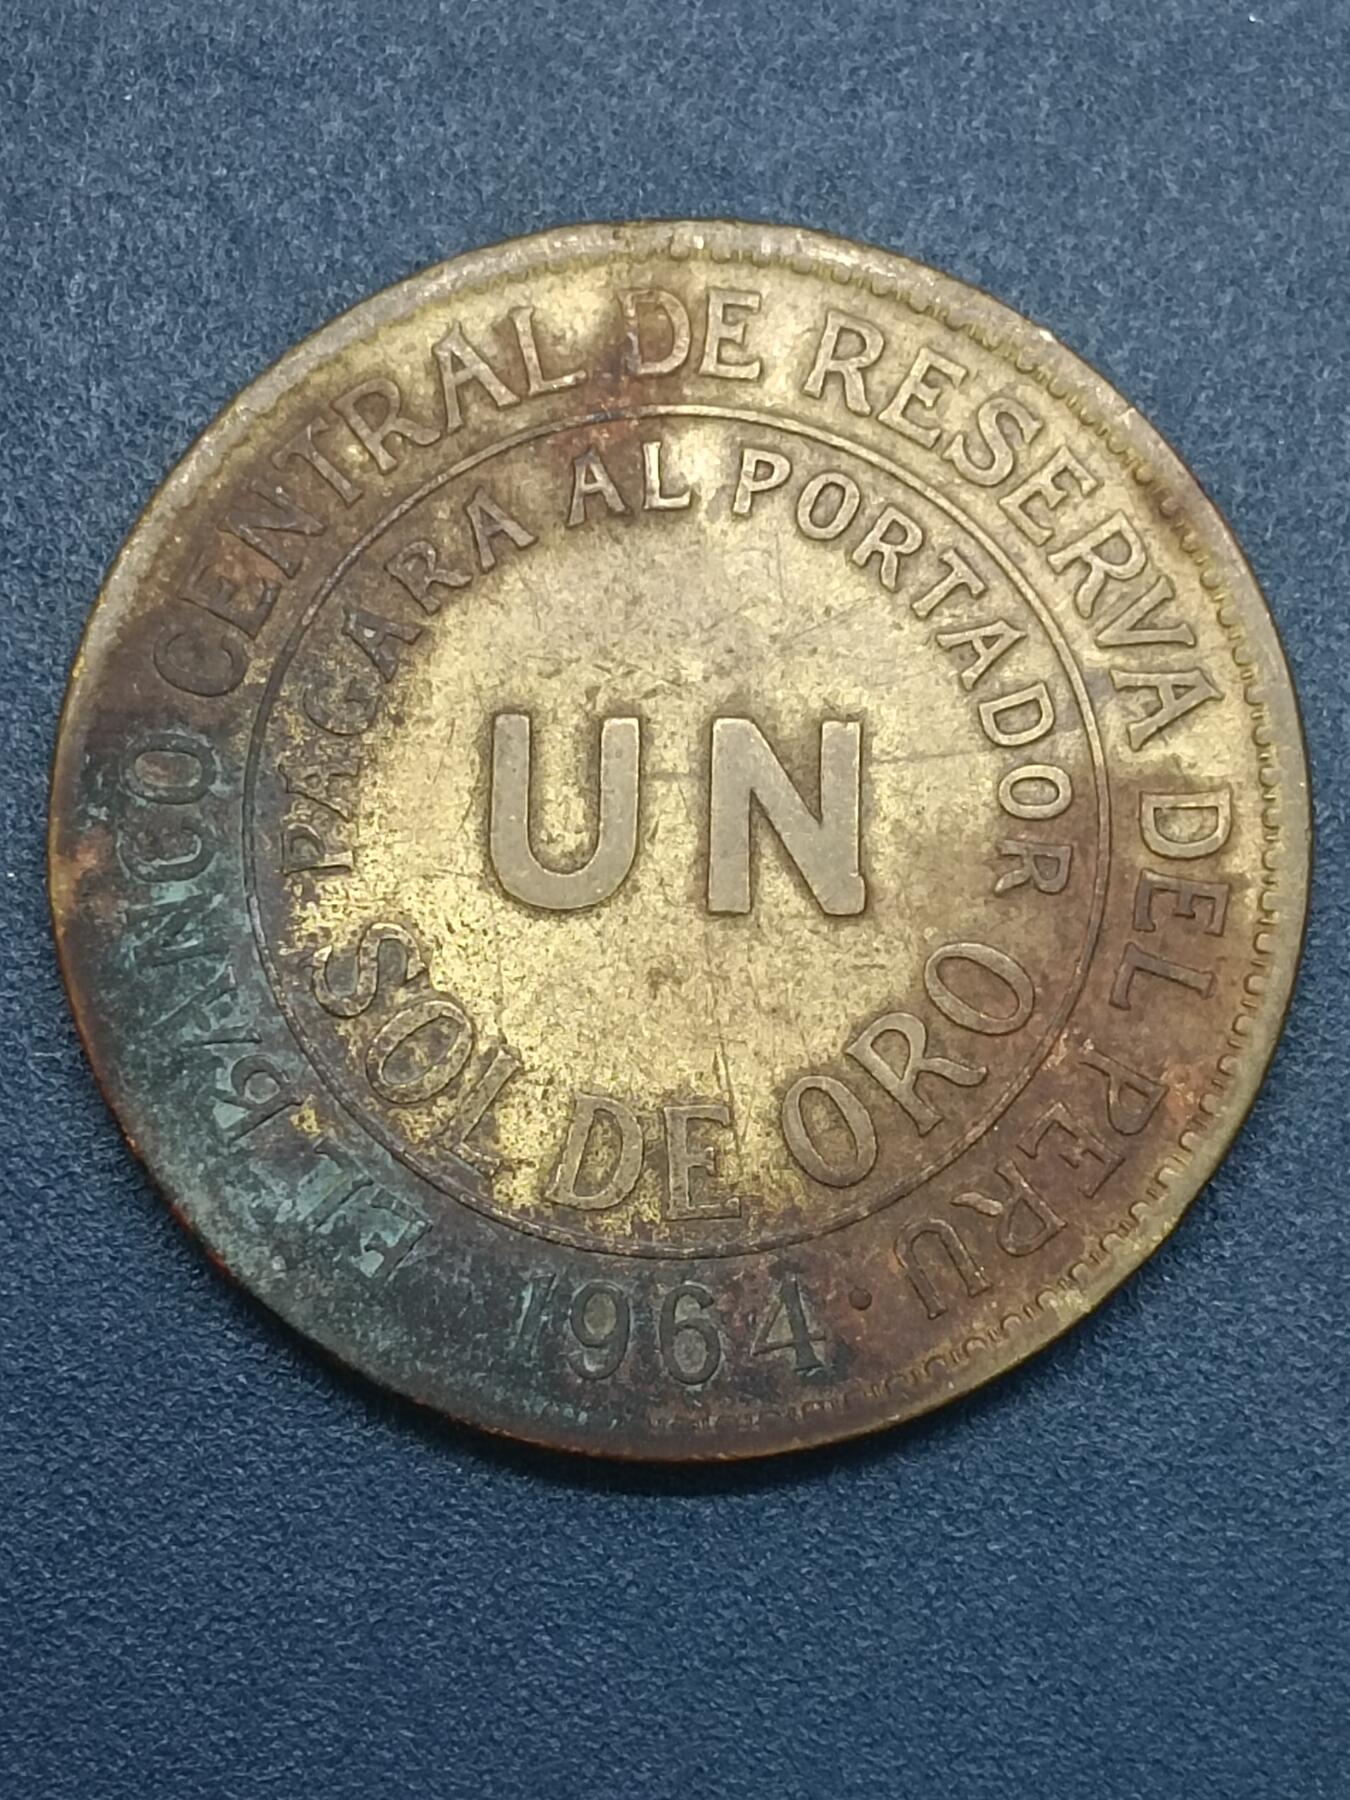 EL BANCO CENTRAL DE RESERVA DEL PERU
PAGARA AL PORTADOR
UN
SOL DE ORO
1964